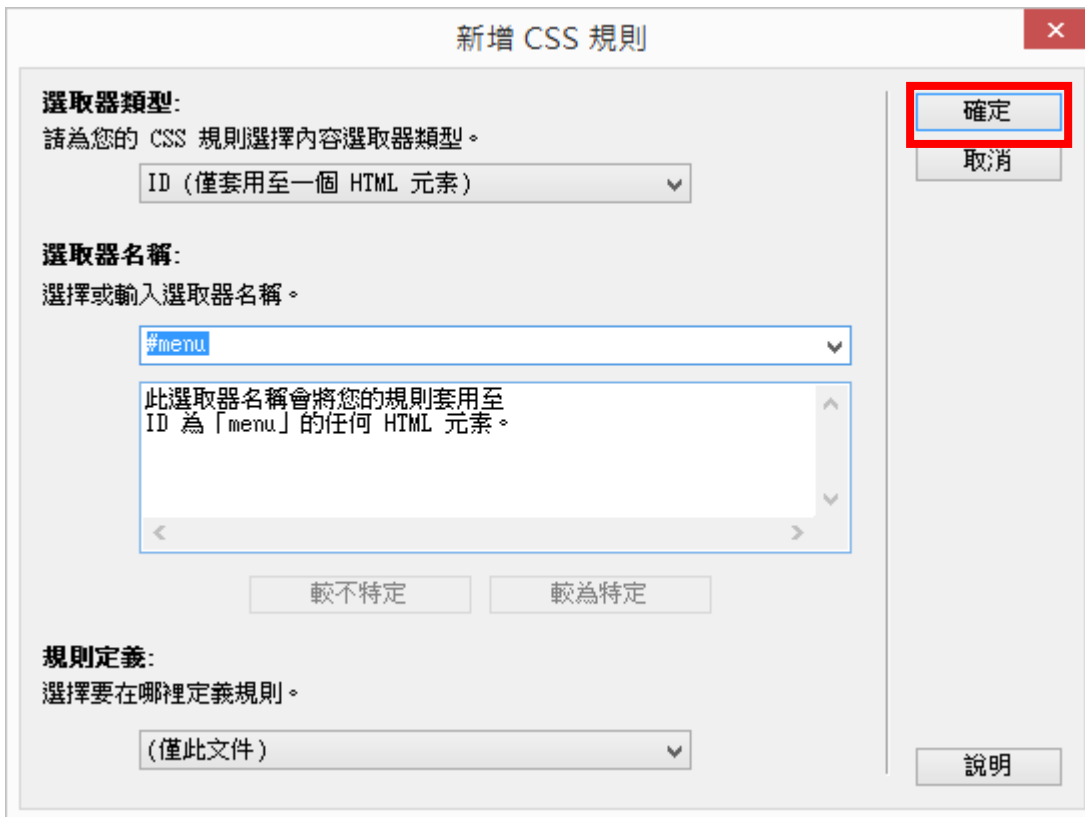 新增 CSS 規則
選取器類型:
請為您的 CSS 規則選擇內容選取器類型。
ID (僅套用至一個 HTML 元素)
選取器名稱:
選擇或輸入選取器名稱。
#menu
此選取器名稱會將您的規則套用至
ID 為「menu」的任何 HTML 元素。
較不特定
較為特定
規則定義:
選擇要在哪裡定義規則。
(僅此文件)
確定
取消
說明